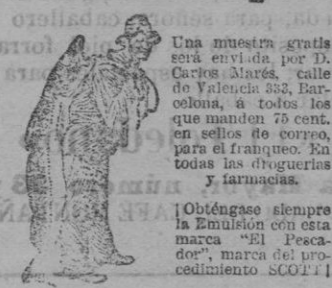 Una muestra gratis
será enviada, por D.
Carlos Marés, calle
de Valencia 333, Bar-
celona, á todos los
que manden 75 cent.
en sellos de correo,
para el franqueo. En
todas las droguerías
y farmacias.
¡Obténgase siempre
la Emulsión con esta
marca "El Pesca-
dor", marca del pro-
cedimiento SCOTT!